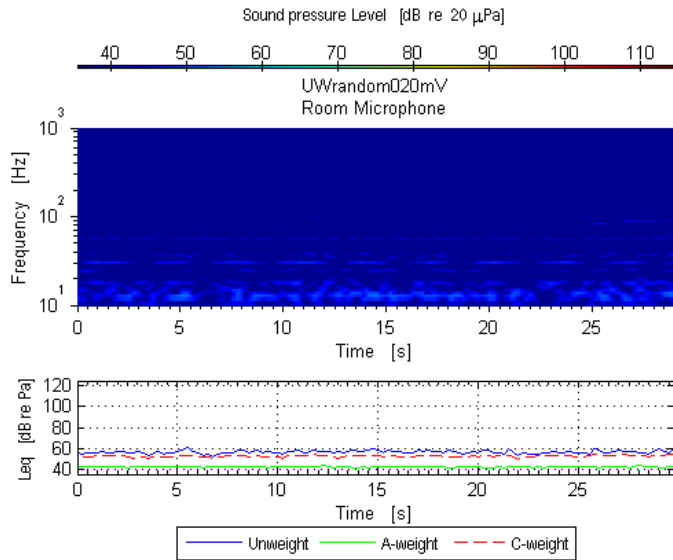 Sound pressure Level [dB re 20 μPa]
40 50 60 70 80 90 100 110
UWrandom020mV
Room Microphone
Frequency [Hz]
10³
10²
10¹
0 5 10 15 20 25
Time [s]
Leq [dB re Pa]
120
100
80
60
40
0 5 10 15 20 25
Time [s]
Unweight A-weight C-weight